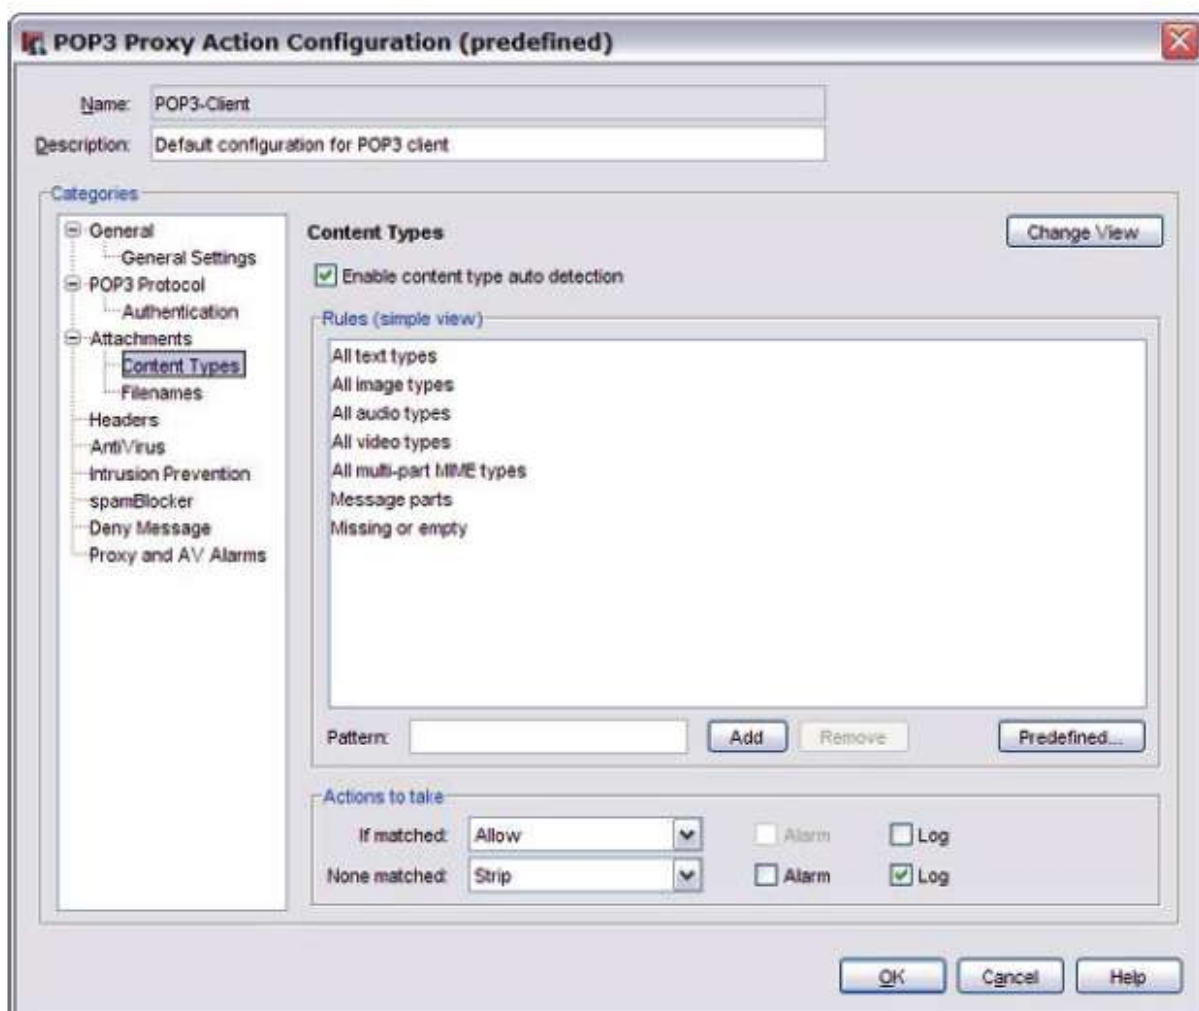 POP3 Proxy Action Configuration (predefined)
Name: POP3-Client
Description: Default configuration for POP3 client
Categories
General
General Settings
POP3 Protocol
Authentication
Attachments
Content Types
Filenames
Headers
AntiVirus
Intrusion Prevention
spamBlocker
Deny Message
Proxy and AV Alarms
Content Types
Change View
Enable content type auto detection
Rules (simple view)
All text types
All image types
All audio types
All video types
All multi-part MIME types
Message parts
Missing or empty
Pattern: Add Remove Predefined...
Actions to take
If matched: Allow Alarm Log
None matched: Strip Alarm Log
OK Cancel Help